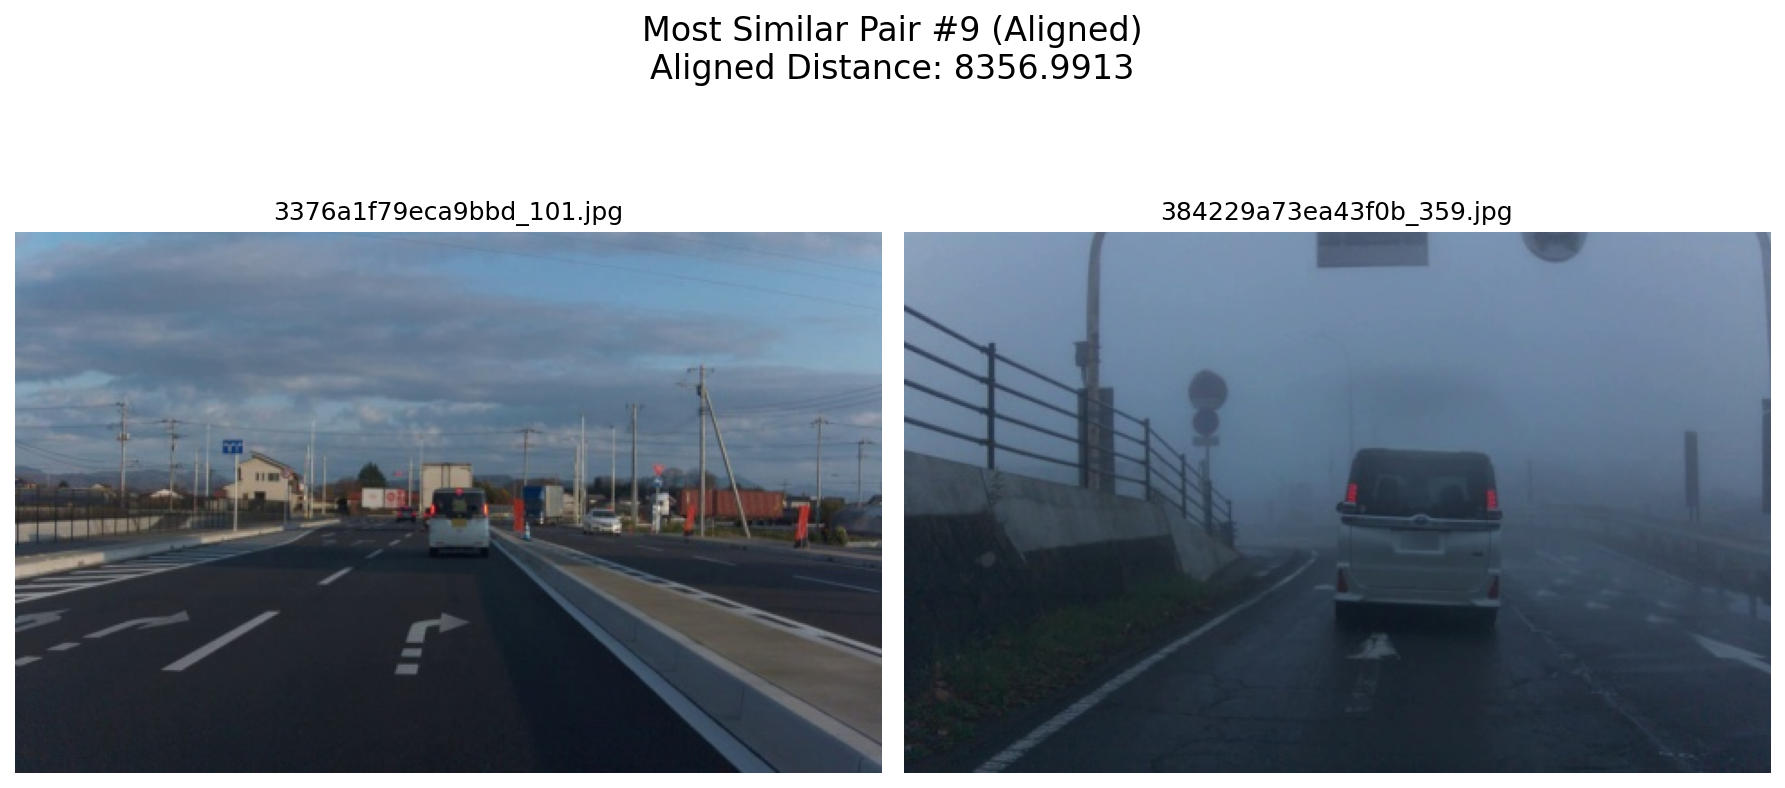 Most Similar Pair #9 (Aligned)
Aligned Distance: 8356.9913
3376a1f79eca9bbd_101.jpg
384229a73ea43f0b_359.jpg